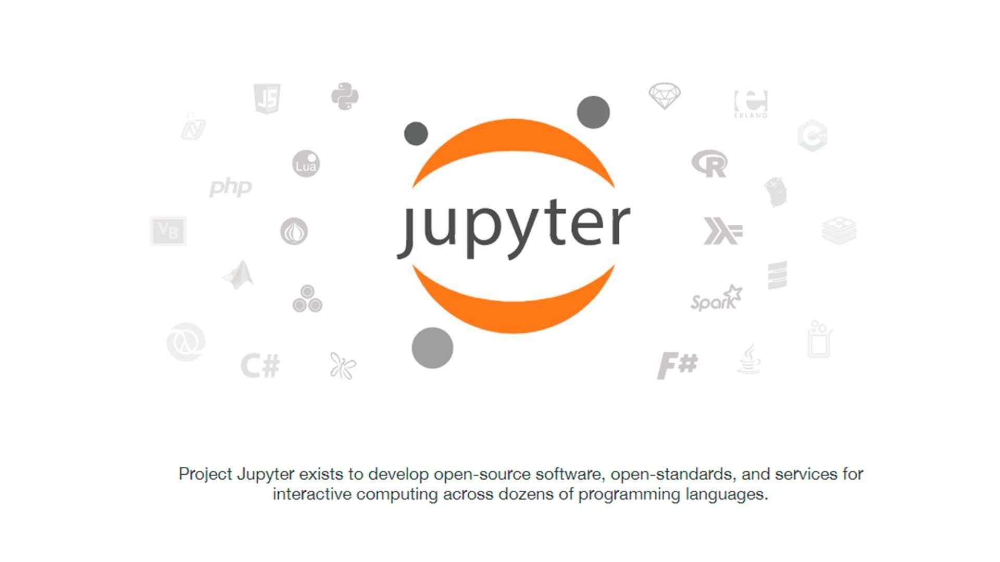 JS
ERLANG
C++
Lua
R
php
jupyter
VB
Spark
C#
F#
Project Jupyter exists to develop open-source software, open-standards, and services for
interactive computing across dozens of programming languages.